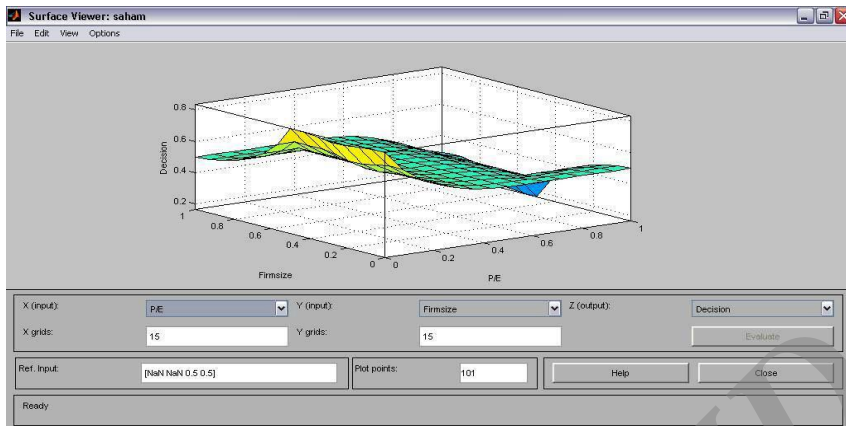 Surface Viewer: saham
File Edit View Options
0.8
0.6
0.4
0.2
Decision
1
0.8
0.6
0.4
0.2
0
Firmsize
0
0.2
0.4
0.6
0.8
1
P/E
X (input): P/E Y (input): Firmsize Z (output): Decision
X grids: 15 Y grids: 15 Evaluate
Ref. Input: [NaN NaN 0.5 0.5] Plot points: 101 Help Close
Ready